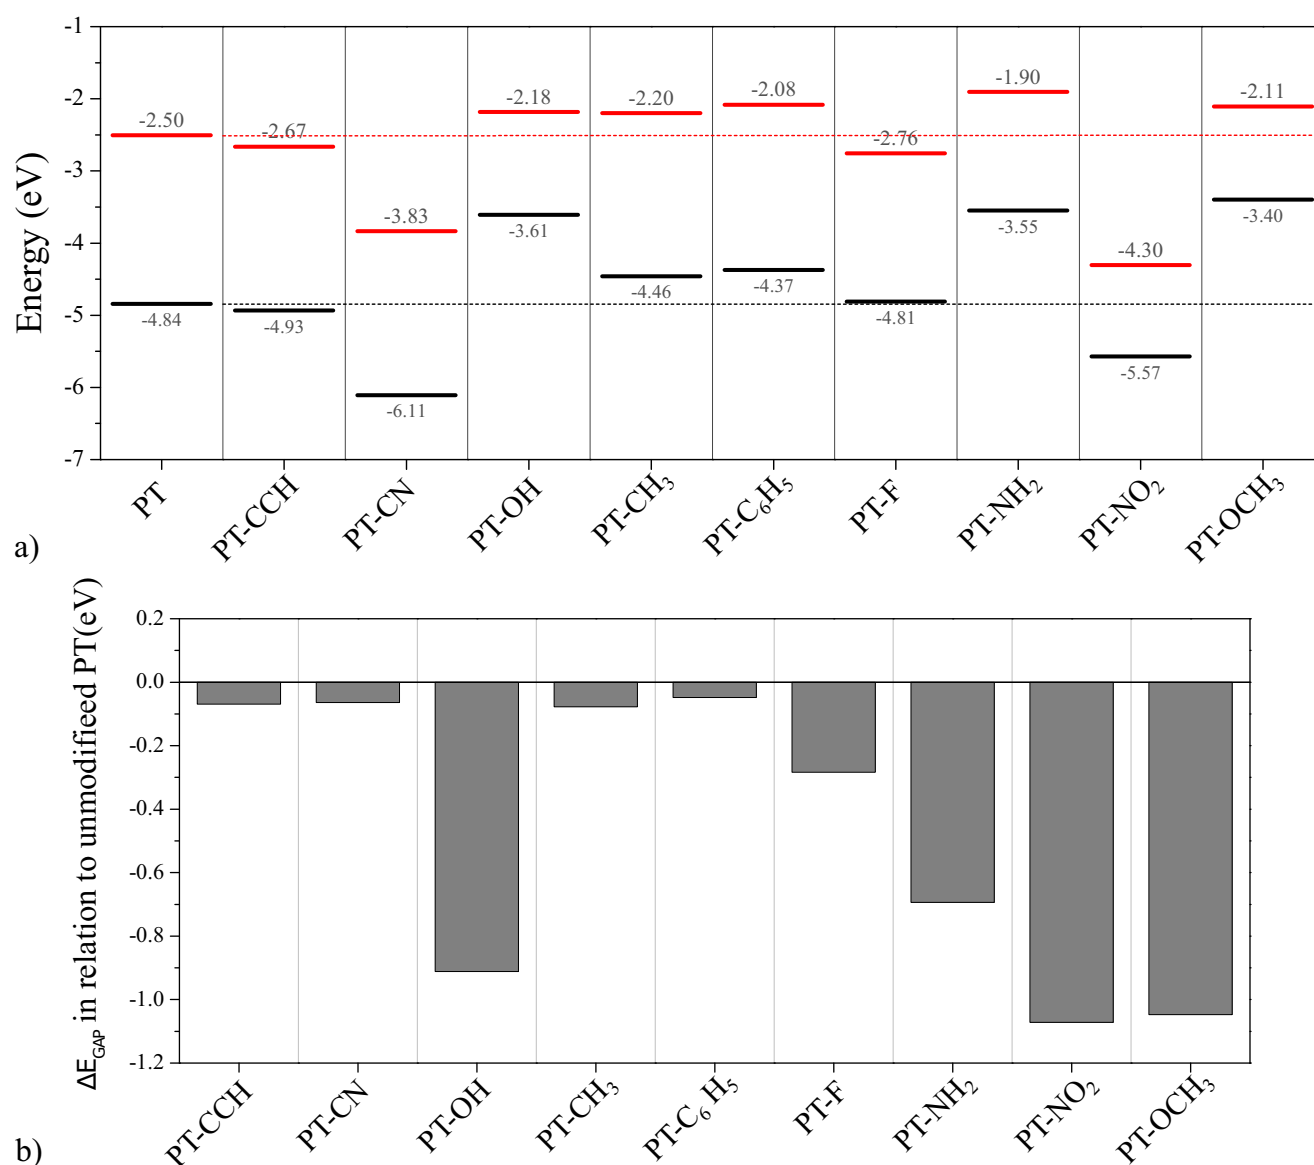 -1
-2
-3
-4
-5
-6
-7
Energy (eV)
-2.50
-4.84
-2.67
-4.93
-3.83
-6.11
-2.18
-3.61
-2.20
-4.46
-2.08
-4.37
-2.76
-4.81
-1.90
-3.55
-4.30
-5.57
-2.11
-3.40
PT
PT-CCH
PT-CN
PT-OH
PT-CH₃
PT-C₆H₅
PT-F
PT-NH₂
PT-NO₂
PT-OCH₃
a)
0.2
0.0
-0.2
-0.4
-0.6
-0.8
-1.0
-1.2
ΔE_GAP in relation to unmodifieed PT(eV)
PT-CCH
PT-CN
PT-OH
PT-CH₃
PT-C₆H₅
PT-F
PT-NH₂
PT-NO₂
PT-OCH₃
b)